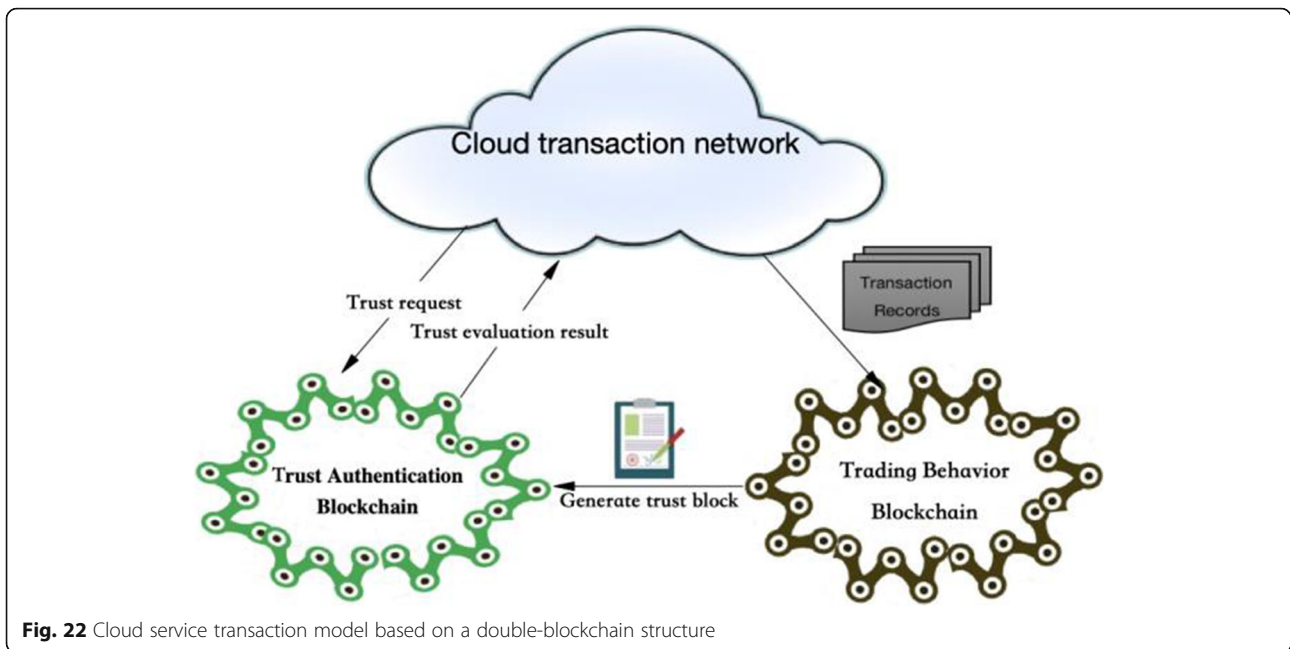 Cloud transaction network
Transaction
Records
Trust request
Trust evaluation result
Trust Authentication
Blockchain
Generate trust block
Trading Behavior
Blockchain
Fig. 22 Cloud service transaction model based on a double-blockchain structure